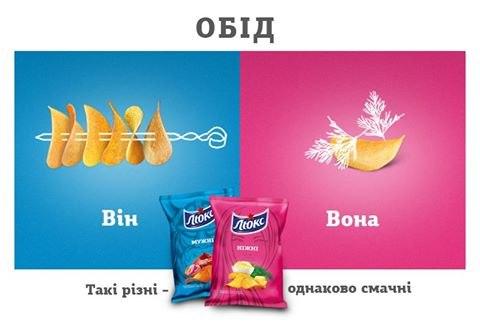 ОБІД
Він
Вона
Люкс
МУЖНІ
Люкс
НІЖНІ
Такі різні –
однаково смачні